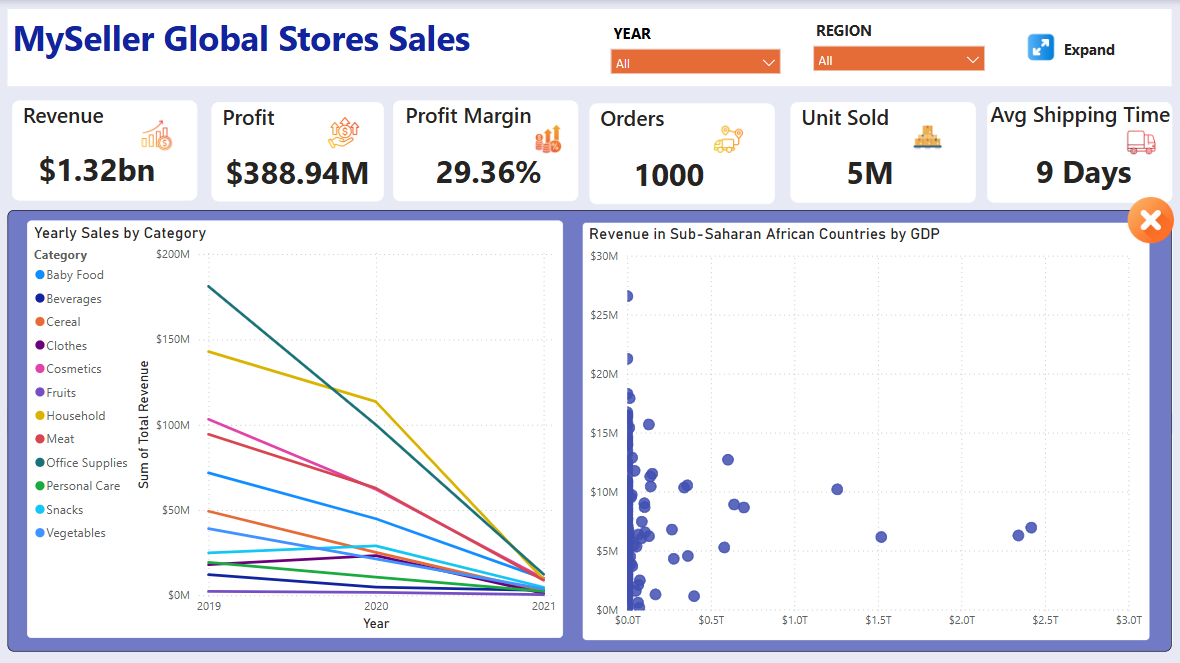 MySeller Global Stores Sales
YEAR
All
REGION
All
Expand
Revenue
$1.32bn
Profit
$388.94M
Profit Margin
29.36%
Orders
1000
Unit Sold
5M
Avg Shipping Time
9 Days
Yearly Sales by Category
Category
Baby Food
Beverages
Cereal
Clothes
Cosmetics
Fruits
Household
Meat
Office Supplies
Personal Care
Snacks
Vegetables
Sum of Total Revenue
$200M
$150M
$100M
$50M
$0M
2019
2020
2021
Year
Revenue in Sub-Saharan African Countries by GDP
$30M
$25M
$20M
$15M
$10M
$5M
$0M
$0.0T
$0.5T
$1.0T
$1.5T
$2.0T
$2.5T
$3.0T